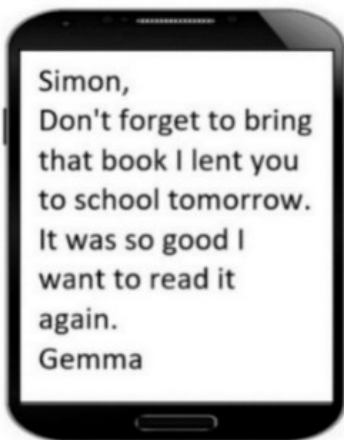 Simon,
Don't forget to bring
that book I lent you
to school tomorrow.
It was so good I
want to read it
again.
Gemma